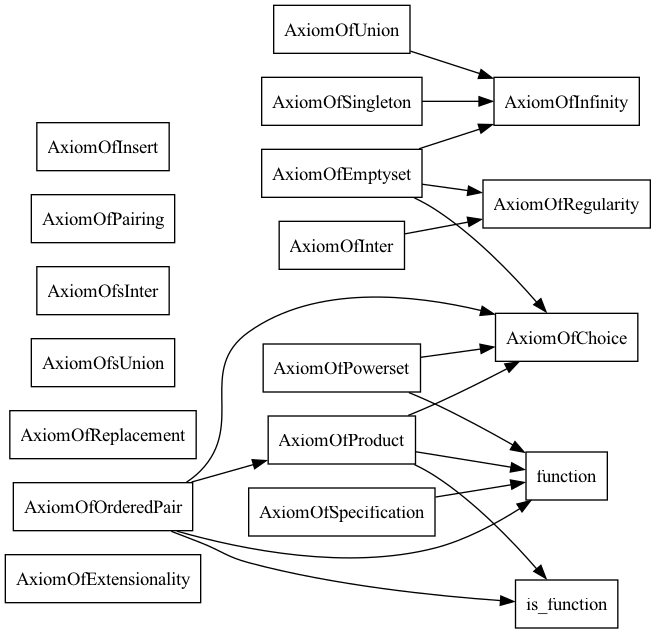 AxiomOfUnion
AxiomOfSingleton
AxiomOfInfinity
AxiomOfInsert
AxiomOfEmptyset
AxiomOfPairing
AxiomOfRegularity
AxiomOfInter
AxiomOfsInter
AxiomOfChoice
AxiomOfsUnion
AxiomOfPowerset
AxiomOfReplacement
AxiomOfProduct
function
AxiomOfOrderedPair
AxiomOfSpecification
AxiomOfExtensionality
is_function